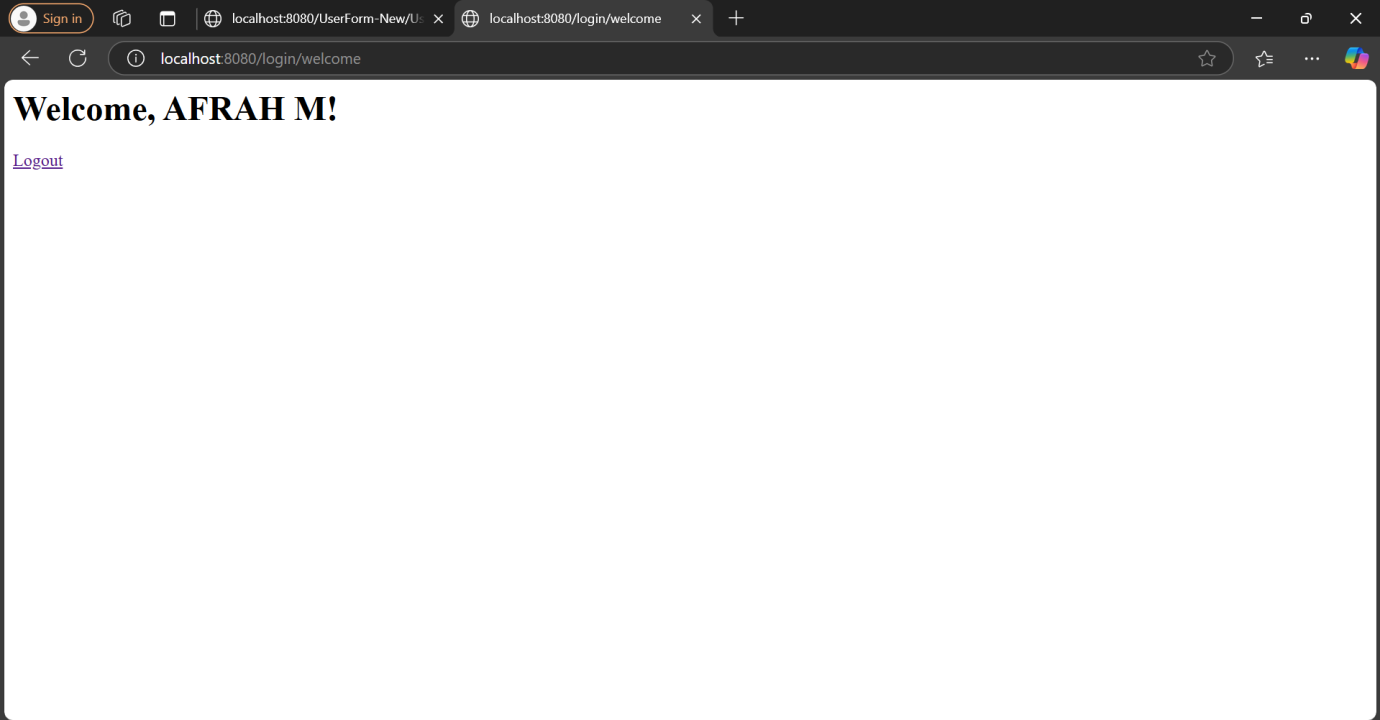 Sign in
localhost:8080/UserForm-New/Us
localhost:8080/login/welcome
localhost:8080/login/welcome
Welcome, AFRAH M!
Logout